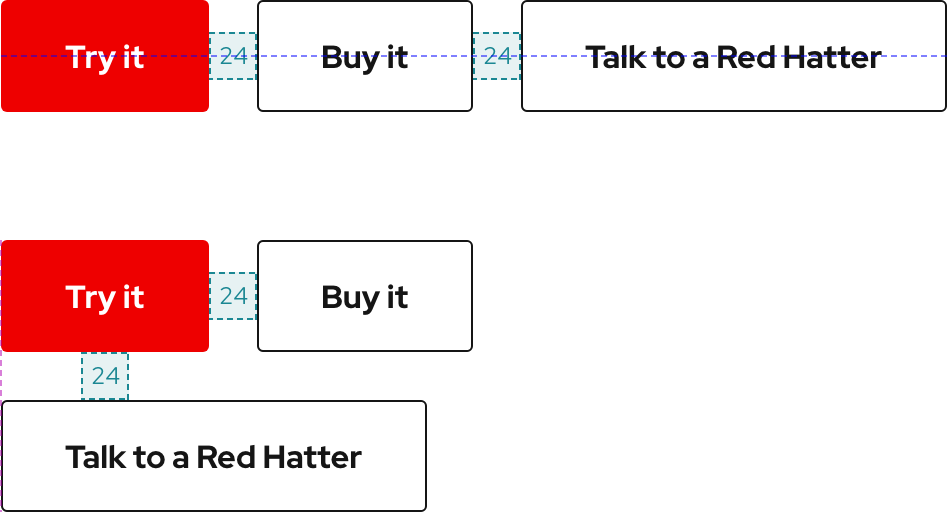 Try it 24 Buy it 24 Talk to a Red Hatter
Try it 24 Buy it
24
Talk to a Red Hatter